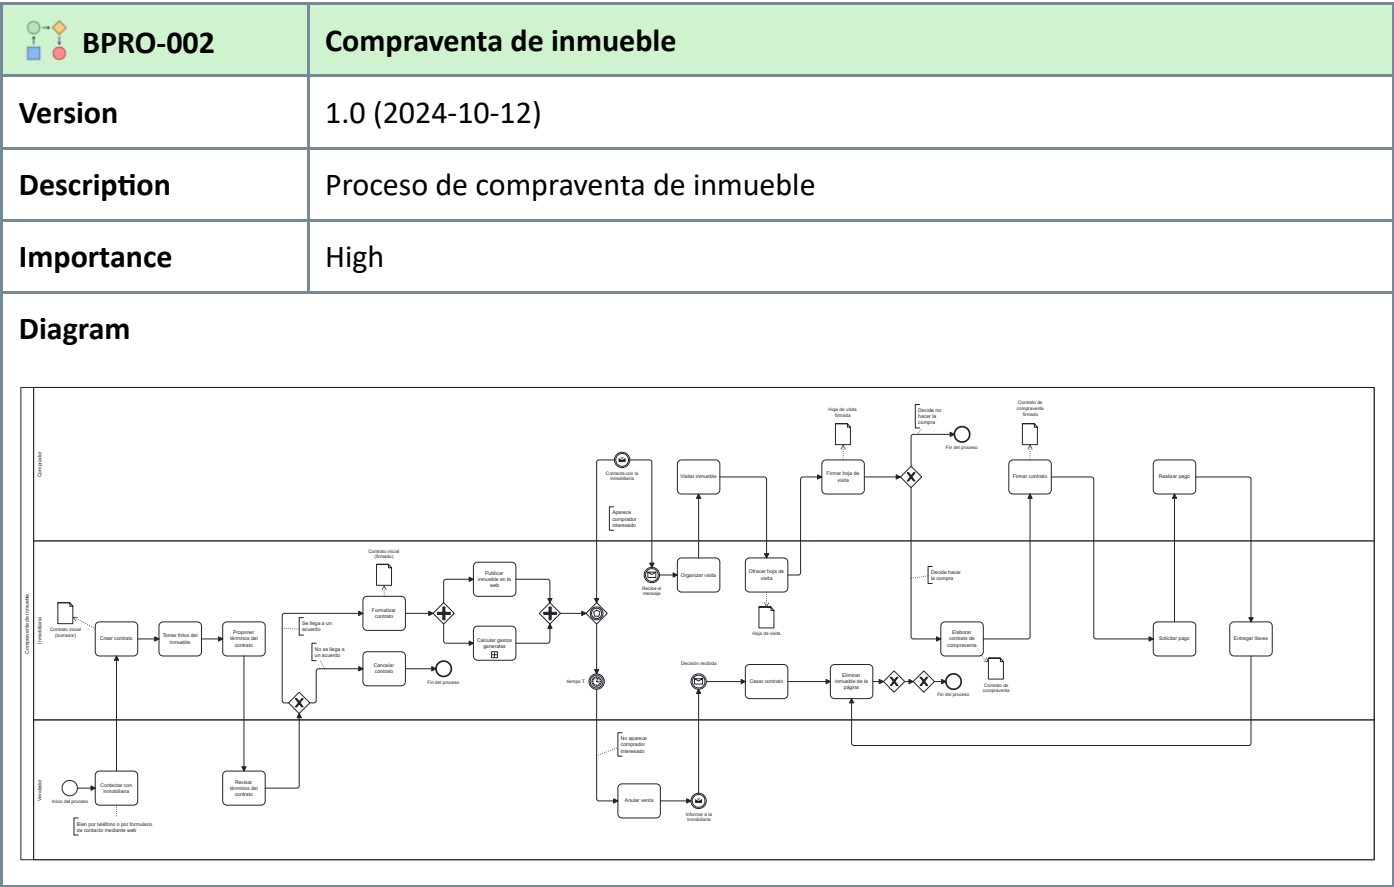 BPRO-002
Compraventa de inmueble
Version
1.0 (2024-10-12)
Description
Proceso de compraventa de inmueble
Importance
High
Diagram
Compraventa de Inmueble
Comprador
Contacta con la
inmobiliaria
Aparece
comprador
interesado
Visitar inmueble
Hoja de visita
firmada
Firmar hoja de
visita
Decide no
hacer la
compra
Fin del proceso
Contrato de
compraventa
firmado
Firmar contrato
Realizar pago
Inmobiliaria
Contrato inicial
(borrador)
Crear contrato
Tomar fotos del
inmueble
Proponer
términos del
contrato
Se llega a un
acuerdo
No se llega a
un acuerdo
Contrato inicial
(firmado)
Formalizar
contrato
Cancelar
contrato
Fin del proceso
Publicar
inmueble en la
web
Calcular gastos
generales
tiempo T
Recibe el
mensaje
Organizar visita
Ofrecer hoja de
visita
Hoja de visita
Decisión recibida
Cesar contrato
Eliminar
inmueble de la
página
Fin del proceso
Decide hacer
la compra
Elaborar
contrato de
compraventa
Contrato de
compraventa
Solicitar pago
Entregar llaves
Vendedor
Inicio del proceso
Contactar con
inmobiliaria
Bien por teléfono o por formulario
de contacto mediante web
Revisar
términos del
contrato
No aparece
comprador
interesado
Anular venta
Informar a la
inmobiliaria